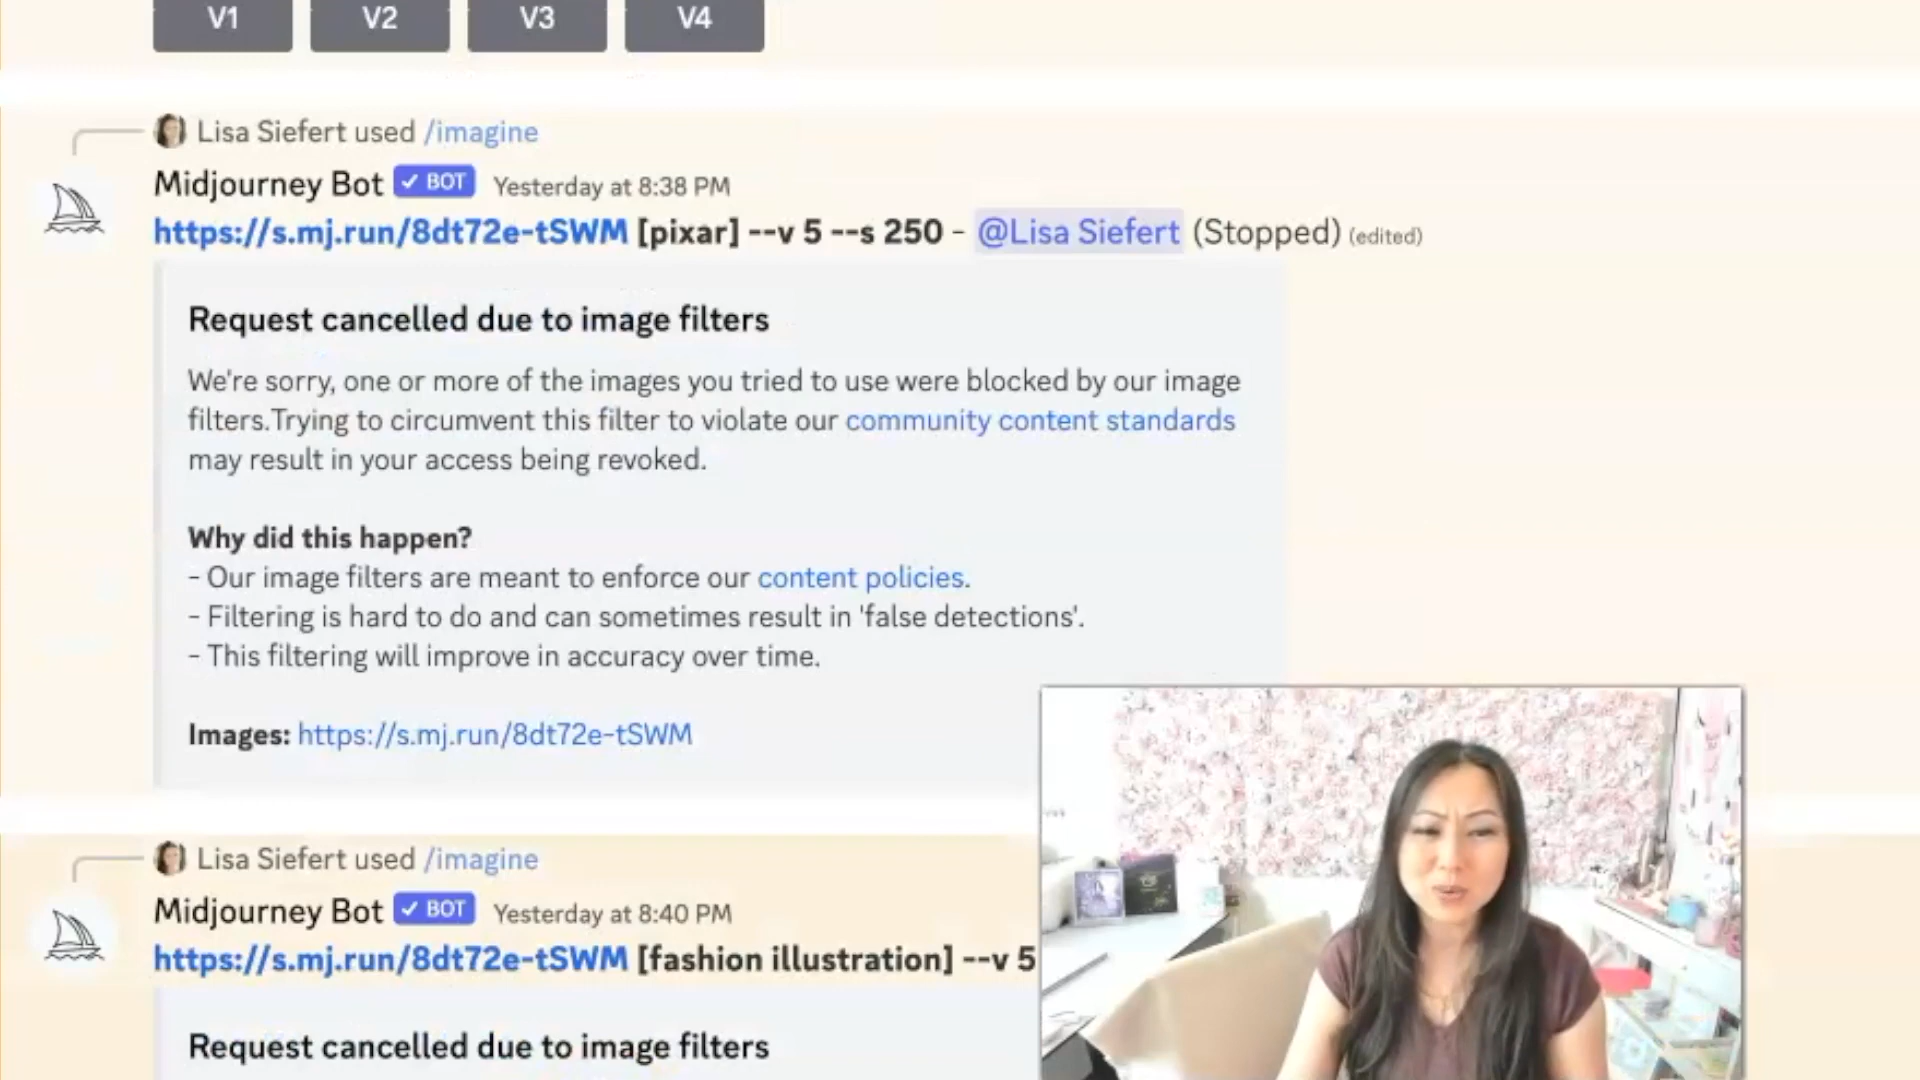 V1 V2 V3 V4
Lisa Siefert used /imagine
Midjourney Bot ✓ BOT Yesterday at 8:38 PM
https://s.mj.run/8dt72e-tSWM [pixar] --v 5 --s 250 - @Lisa Siefert (Stopped) (edited)
Request cancelled due to image filters
We're sorry, one or more of the images you tried to use were blocked by our image
filters.Trying to circumvent this filter to violate our community content standards
may result in your access being revoked.
Why did this happen?
- Our image filters are meant to enforce our content policies.
- Filtering is hard to do and can sometimes result in 'false detections'.
- This filtering will improve in accuracy over time.
Images: https://s.mj.run/8dt72e-tSWM
Lisa Siefert used /imagine
Midjourney Bot ✓ BOT Yesterday at 8:40 PM
https://s.mj.run/8dt72e-tSWM [fashion illustration] --v 5
Request cancelled due to image filters